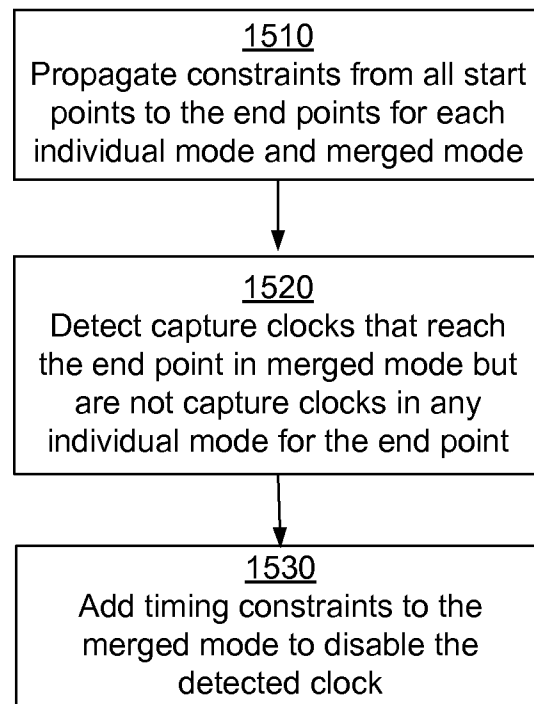 1510
Propagate constraints from all start
points to the end points for each
individual mode and merged mode
1520
Detect capture clocks that reach
the end point in merged mode but
are not capture clocks in any
individual mode for the end point
1530
Add timing constraints to the
merged mode to disable the
detected clock